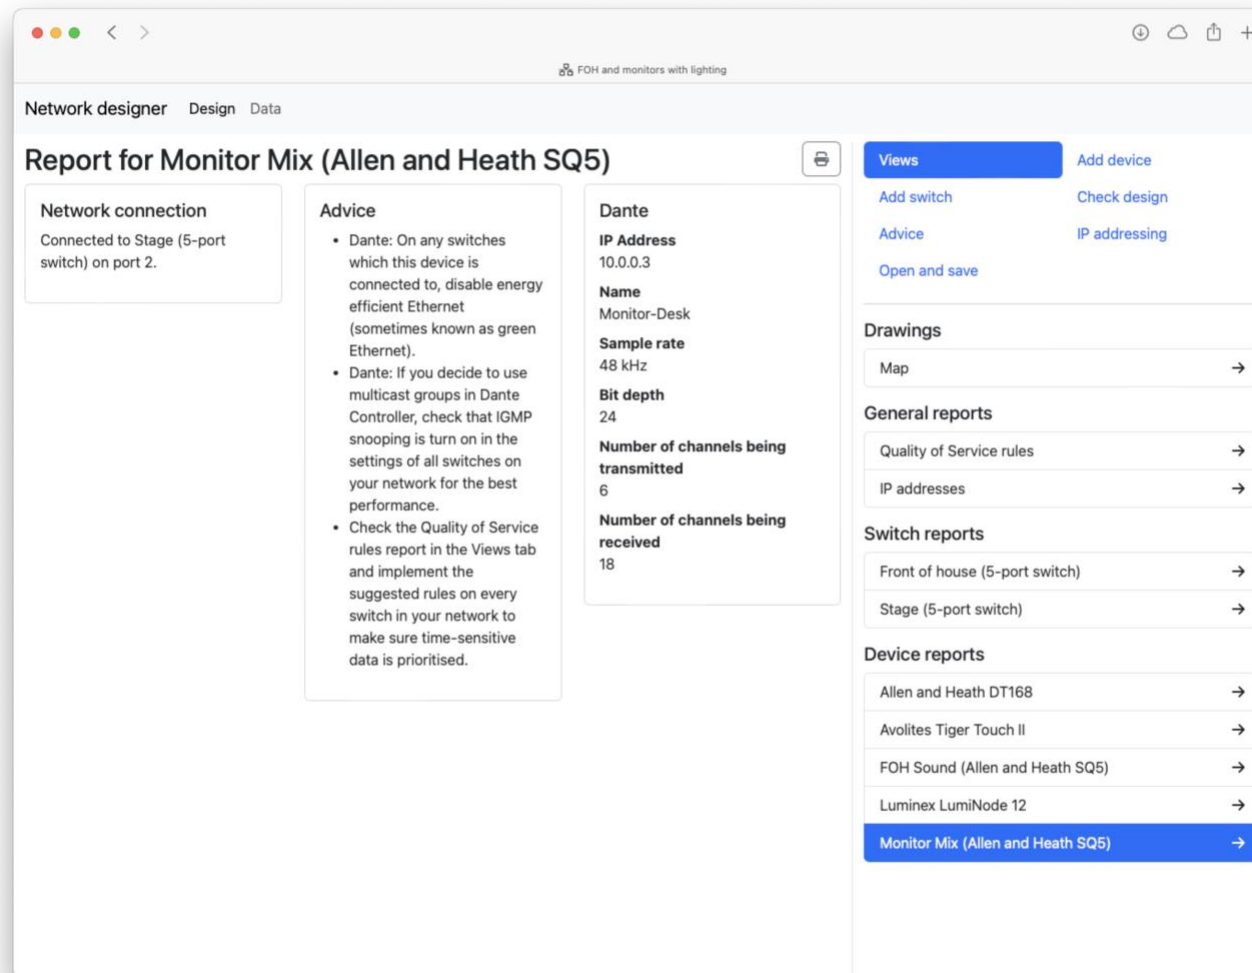 FOH and monitors with lighting
Network designer Design Data
Report for Monitor Mix (Allen and Heath SQ5)
Network connection
Connected to Stage (5-port
switch) on port 2.
Advice
• Dante: On any switches
which this device is
connected to, disable energy
efficient Ethernet
(sometimes known as green
Ethernet).
• Dante: If you decide to use
multicast groups in Dante
Controller, check that IGMP
snooping is turn on in the
settings of all switches on
your network for the best
performance.
• Check the Quality of Service
rules report in the Views tab
and implement the
suggested rules on every
switch in your network to
make sure time-sensitive
data is prioritised.
Dante
IP Address
10.0.0.3
Name
Monitor-Desk
Sample rate
48 kHz
Bit depth
24
Number of channels being
transmitted
6
Number of channels being
received
18
Views Add device
Add switch Check design
Advice IP addressing
Open and save
Drawings
Map
General reports
Quality of Service rules
IP addresses
Switch reports
Front of house (5-port switch)
Stage (5-port switch)
Device reports
Allen and Heath DT168
Avolites Tiger Touch II
FOH Sound (Allen and Heath SQ5)
Luminex LumiNode 12
Monitor Mix (Allen and Heath SQ5)